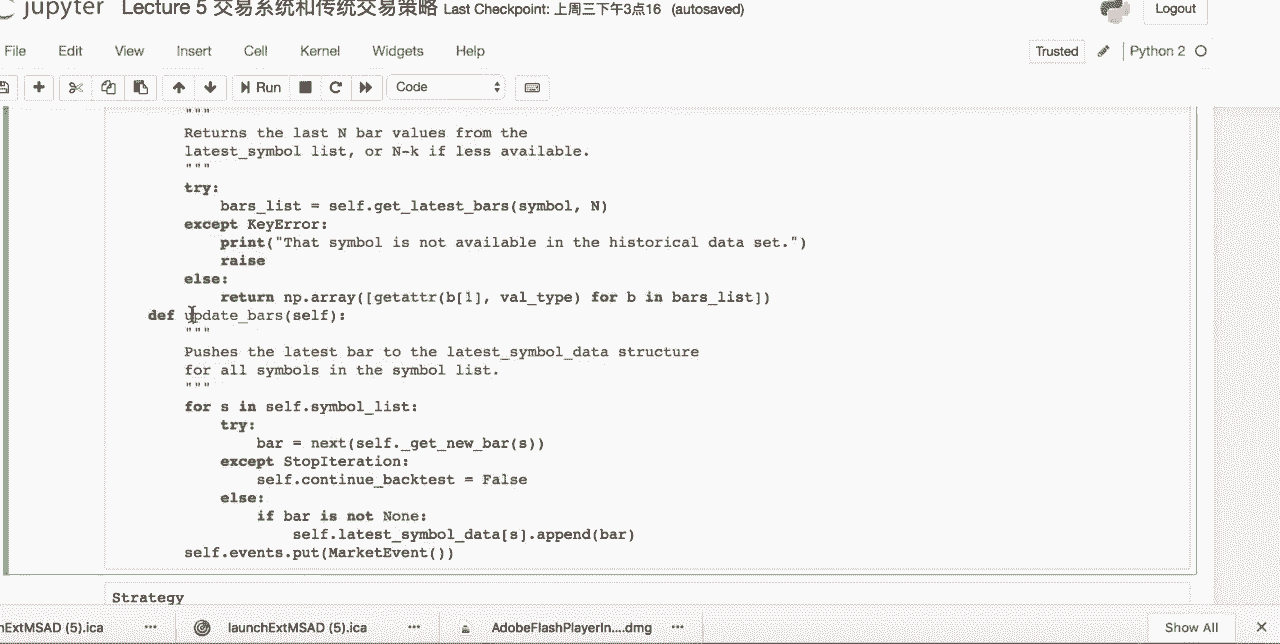 jupyter Lecture 5 交易系统和传统交易策略 Last Checkpoint: 上周三下午3点16 (autosaved)
Logout
File Edit View Insert Cell Kernel Widgets Help
Trusted Python 2
Run Code
"""
Returns the last N bar values from the
latest_symbol list, or N-k if less available.
"""
try:
bars_list = self.get_latest_bars(symbol, N)
except KeyError:
print("That symbol is not available in the historical data set.")
raise
else:
return np.array([getattr(b[1], val_type) for b in bars_list])
def update_bars(self):
"""
Pushes the latest bar to the latest_symbol_data structure
for all symbols in the symbol list.
"""
for s in self.symbol_list:
try:
bar = next(self._get_new_bar(s))
except StopIteration:
self.continue_backtest = False
else:
if bar is not None:
self.latest_symbol_data[s].append(bar)
self.events.put(MarketEvent())
Strategy
hExtMSAD (5).ica ... launchExtMSAD (5).ica ... AdobeFlashPlayerIn....dmg ... Show All